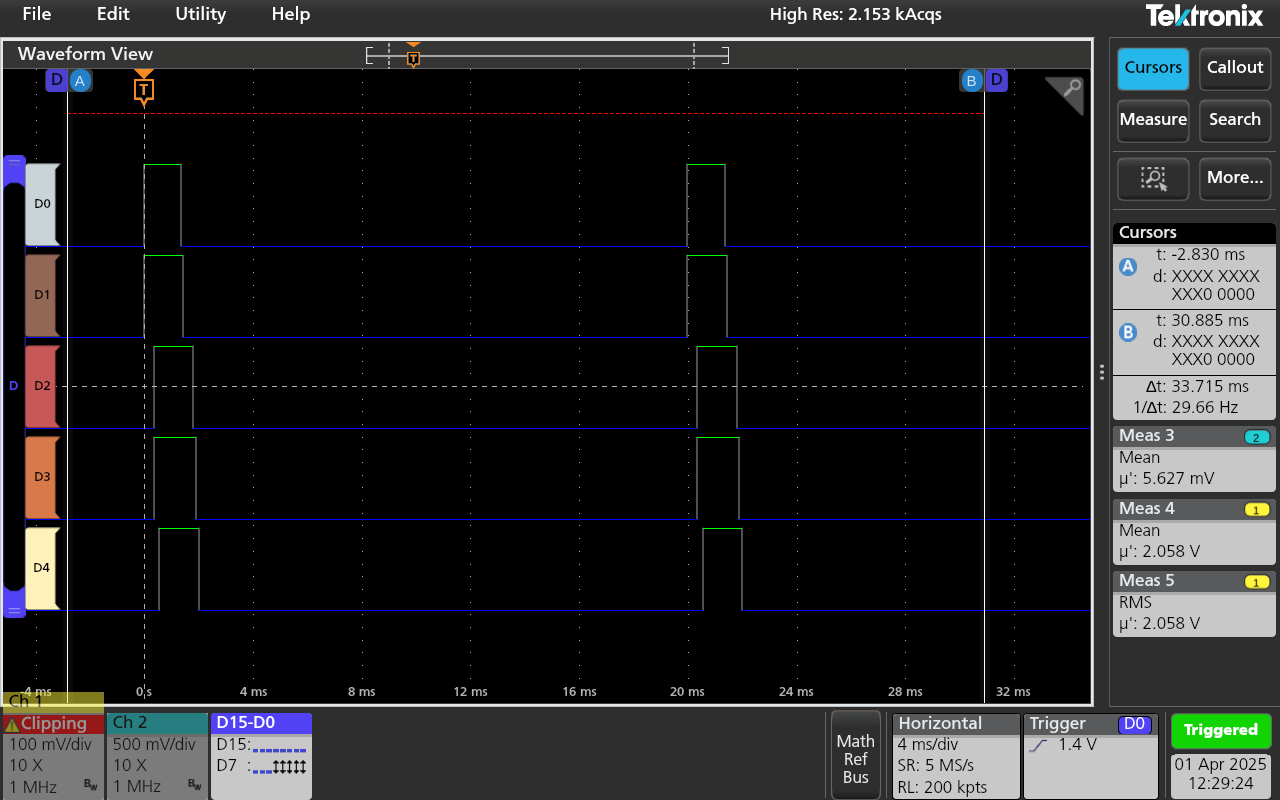 File Edit Utility Help High Res: 2.153 kAcqs Tektronix
Waveform View
T
Cursors Callout
D A T B D
Measure Search
More...
D0
D1
D D2
D3
D4
Cursors
A t: -2.830 ms
d: XXXX XXXX
XXX0 0000
B t: 30.885 ms
d: XXXX XXXX
XXX0 0000
Δt: 33.715 ms
1/Δt: 29.66 Hz
Meas 3 2
Mean
µ': 5.627 mV
Meas 4 1
Mean
µ': 2.058 V
Meas 5 1
RMS
µ': 2.058 V
-4 ms 0 s 4 ms 8 ms 12 ms 16 ms 20 ms 24 ms 28 ms 32 ms
Ch 1
Clipping
100 mV/div
10 X
1 MHz Bw
Ch 2
500 mV/div
10 X
1 MHz Bw
D15-D0
D15:
D7 :
Math
Ref
Bus
Horizontal
4 ms/div
SR: 5 MS/s
RL: 200 kpts
Trigger D0
1.4 V
Triggered
01 Apr 2025
12:29:24